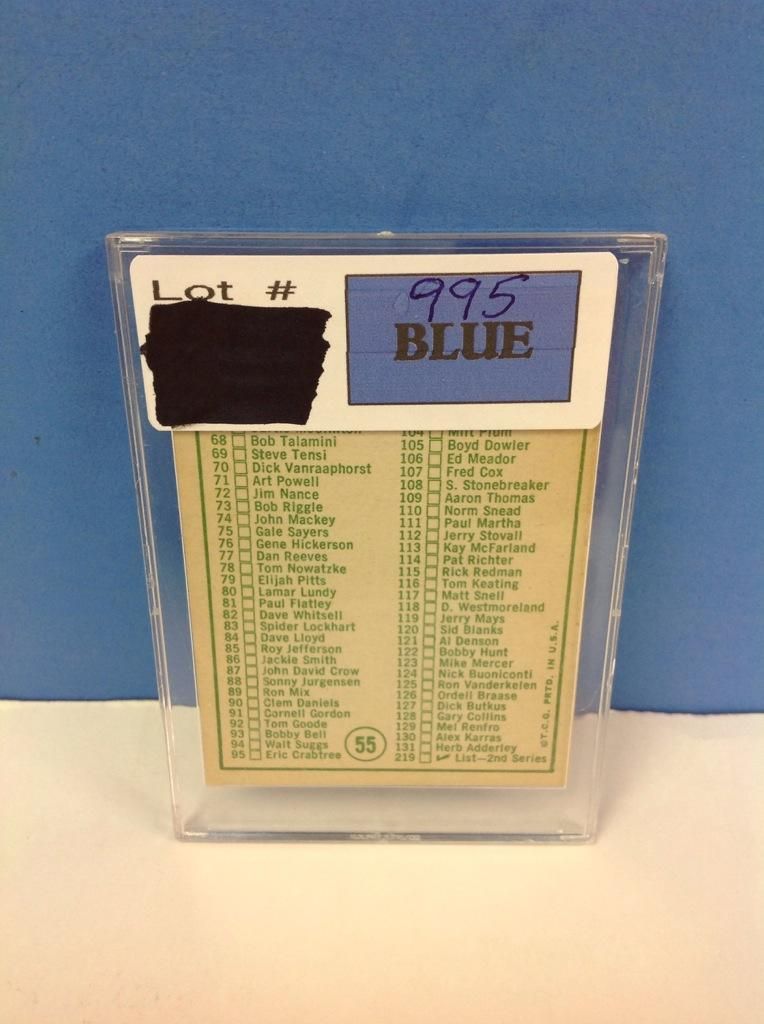 Lot #
995
BLUE
68 Bob Talamini
69 Steve Tensi
70 Dick Vanraaphorst
71 Art Powell
72 Jim Nance
73 Bob Riggle
74 John Mackey
75 Gale Sayers
76 Gene Hickerson
77 Dan Reeves
78 Tom Nowatzke
79 Elijah Pitts
80 Lamar Lundy
81 Paul Flatley
82 Dave Whitsell
83 Spider Lockhart
84 Dave Lloyd
85 Roy Jefferson
86 Jackie Smith
87 John David Crow
88 Sonny Jurgensen
89 Ron Mix
90 Clem Daniels
91 Cornell Gordon
92 Tom Goode
93 Bobby Bell
94 Walt Suggs
95 Eric Crabtree
55
104 Milt Plum
105 Boyd Dowler
106 Ed Meador
107 Fred Cox
108 S. Stonebreaker
109 Aaron Thomas
110 Norm Snead
111 Paul Martha
112 Jerry Stovall
113 Kay McFarland
114 Pat Richter
115 Rick Redman
116 Tom Keating
117 Matt Snell
118 D. Westmoreland
119 Jerry Mays
120 Sid Blanks
121 Al Denson
122 Bobby Hunt
123 Mike Mercer
124 Nick Buoniconti
125 Ron Vanderkelen
126 Ordell Braase
127 Dick Butkus
128 Gary Collins
129 Mel Renfro
130 Alex Karras
131 Herb Adderley
219 ✓ List—2nd Series
©T.C.G. PRTD. IN U.S.A.